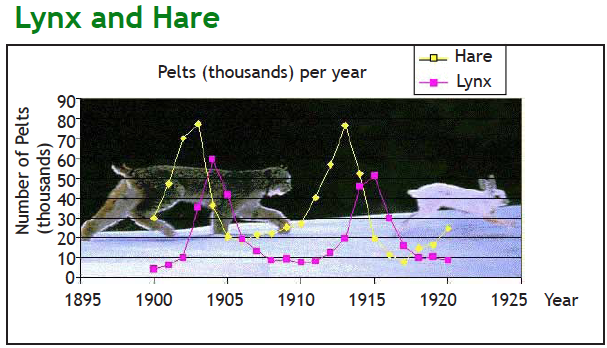 Lynx and Hare
Hare
Lynx
Pelts (thousands) per year
Number of Pelts
(thousands)
90
80
70
60
50
40
30
20
10
0
1895 1900 1905 1910 1915 1920 1925 Year